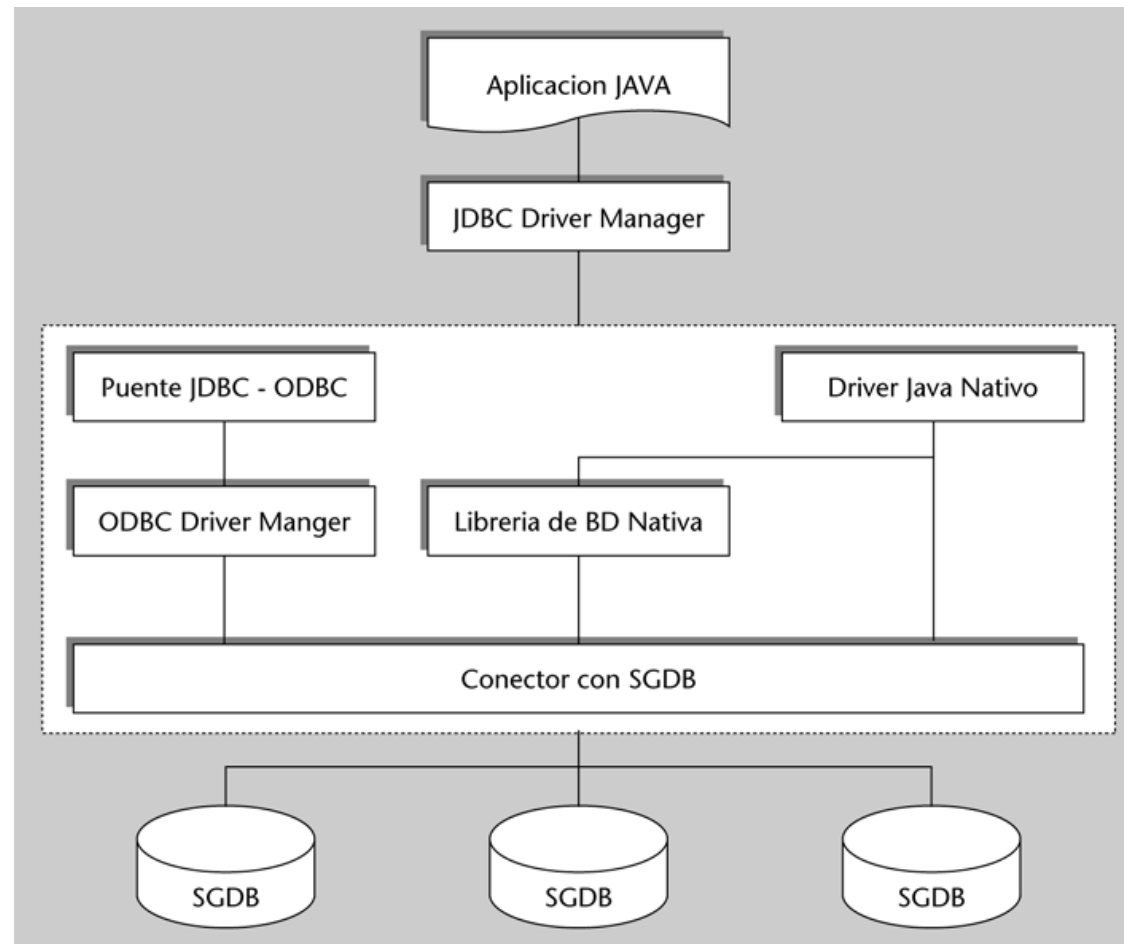 Aplicacion JAVA
JDBC Driver Manager
Puente JDBC - ODBC
Driver Java Nativo
ODBC Driver Manger
Libreria de BD Nativa
Conector con SGDB
SGDB
SGDB
SGDB